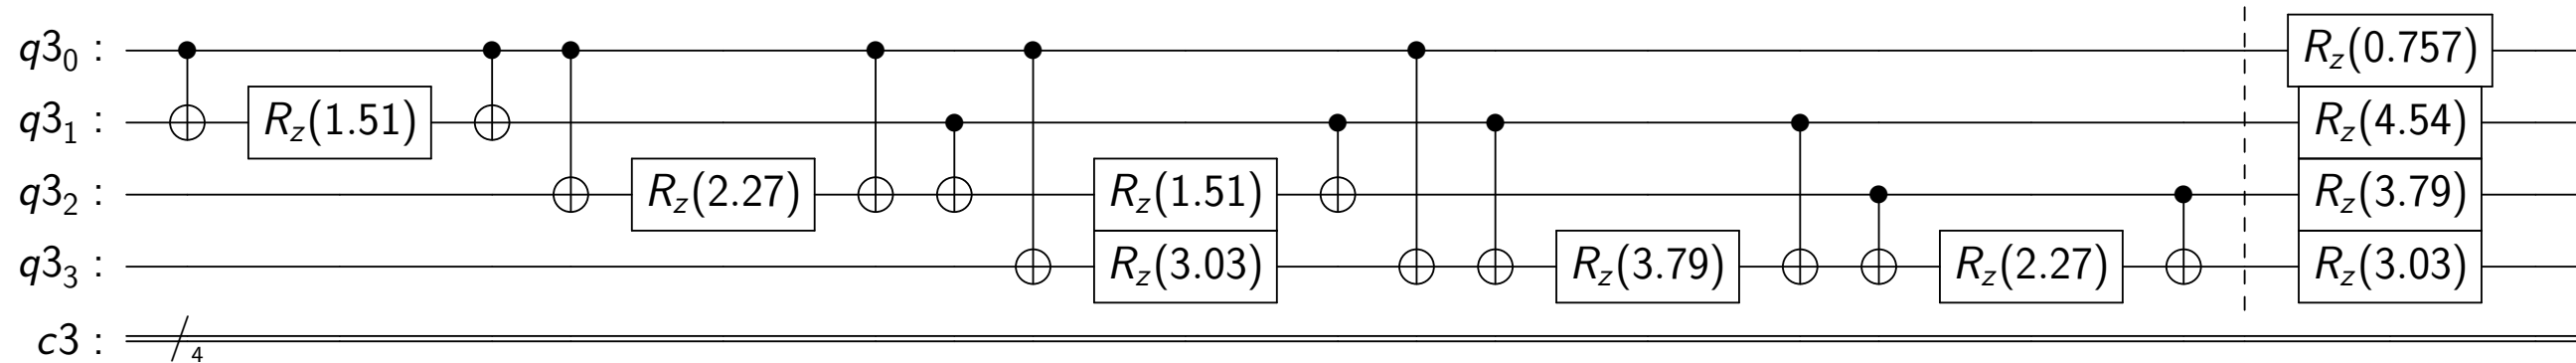 q3₀ : R_z(0.757)
q3₁ : R_z(1.51) R_z(4.54)
q3₂ : R_z(2.27) R_z(1.51) R_z(3.79)
q3₃ : R_z(3.03) R_z(3.79) R_z(2.27) R_z(3.03)
c3 : 4